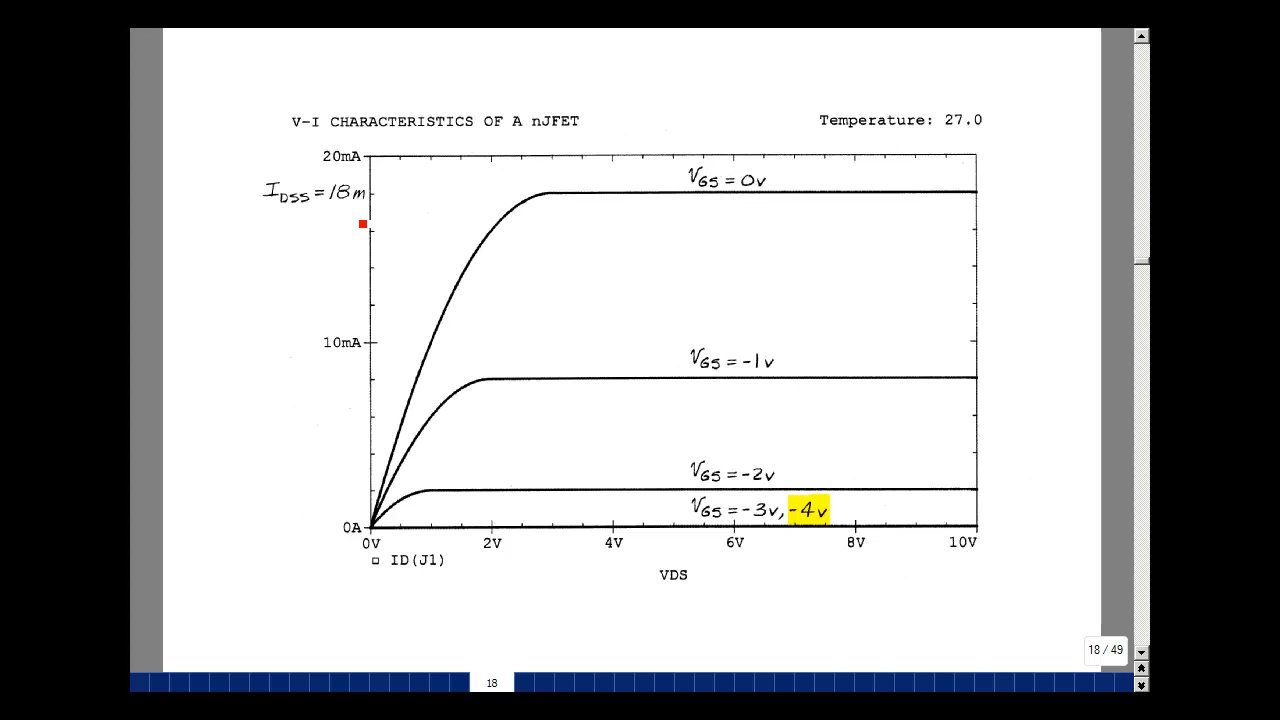 V-I CHARACTERISTICS OF A nJFET
Temperature: 27.0
20mA
IDSS = 18m
VGS = 0v
10mA
VGS = -1v
VGS = -2v
VGS = -3v, -4v
0A
0V 2V 4V 6V 8V 10V
ID(J1)
VDS
18 / 49
18